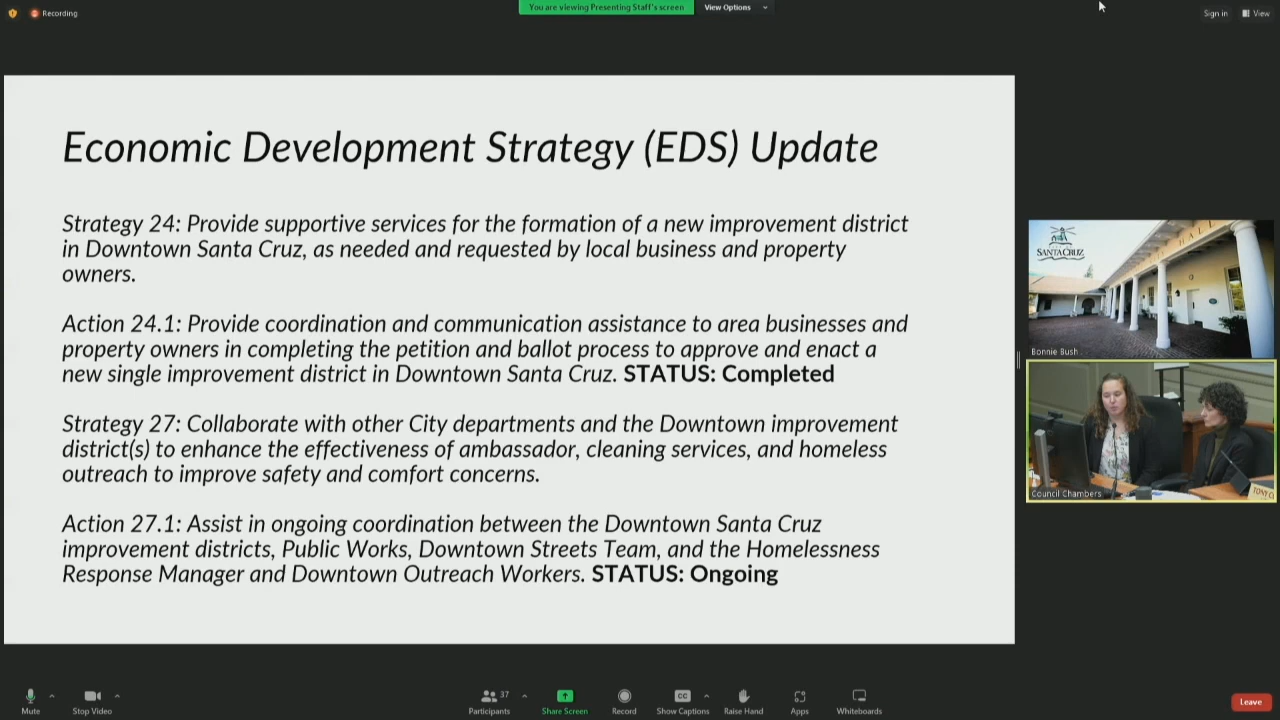 Recording
You are viewing Presenting Staff's screen
View Options
Sign in
View
Economic Development Strategy (EDS) Update
Strategy 24: Provide supportive services for the formation of a new improvement district
in Downtown Santa Cruz, as needed and requested by local business and property
owners.
Action 24.1: Provide coordination and communication assistance to area businesses and
property owners in completing the petition and ballot process to approve and enact a
new single improvement district in Downtown Santa Cruz. STATUS: Completed
Strategy 27: Collaborate with other City departments and the Downtown improvement
district(s) to enhance the effectiveness of ambassador, cleaning services, and homeless
outreach to improve safety and comfort concerns.
Action 27.1: Assist in ongoing coordination between the Downtown Santa Cruz
improvement districts, Public Works, Downtown Streets Team, and the Homelessness
Response Manager and Downtown Outreach Workers. STATUS: Ongoing
SANTA CRUZ
HALL
Bonnie Bush
Council Chambers
TONY
Mute
Stop Video
Participants
37
Share Screen
CC
Record
Show Captions
Raise Hand
Apps
Whiteboards
Leave